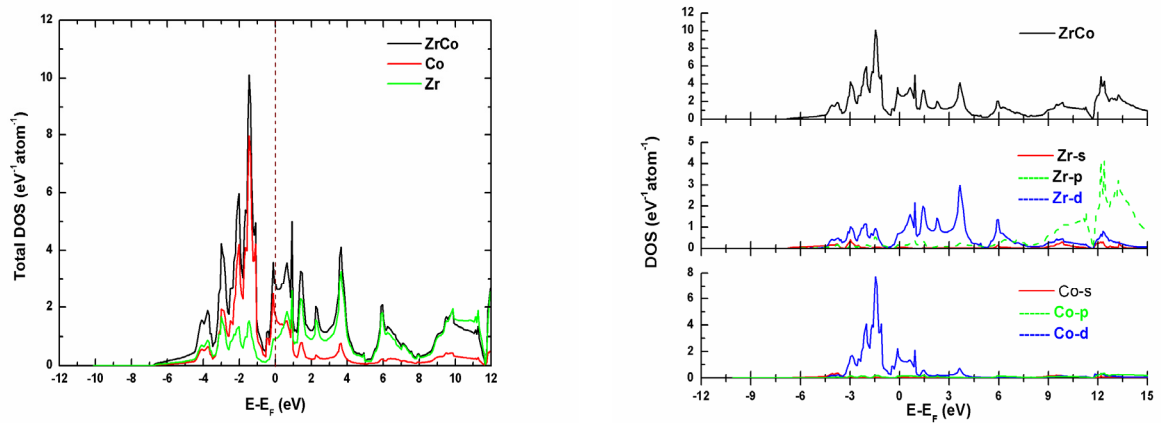 12
10
8
6
4
2
0
Total DOS (eV⁻¹atom⁻¹)
ZrCo
Co
Zr
-12 -10 -8 -6 -4 -2 0 2 4 6 8 10 12
E-E_F (eV)
12
10
8
6
4
2
0
ZrCo
5
4
3
2
1
0
Zr-s
Zr-p
Zr-d
DOS (eV⁻¹atom⁻¹)
8
6
4
2
0
Co-s
Co-p
Co-d
-12 -9 -6 -3 0 3 6 9 12 15
E-E_F (eV)